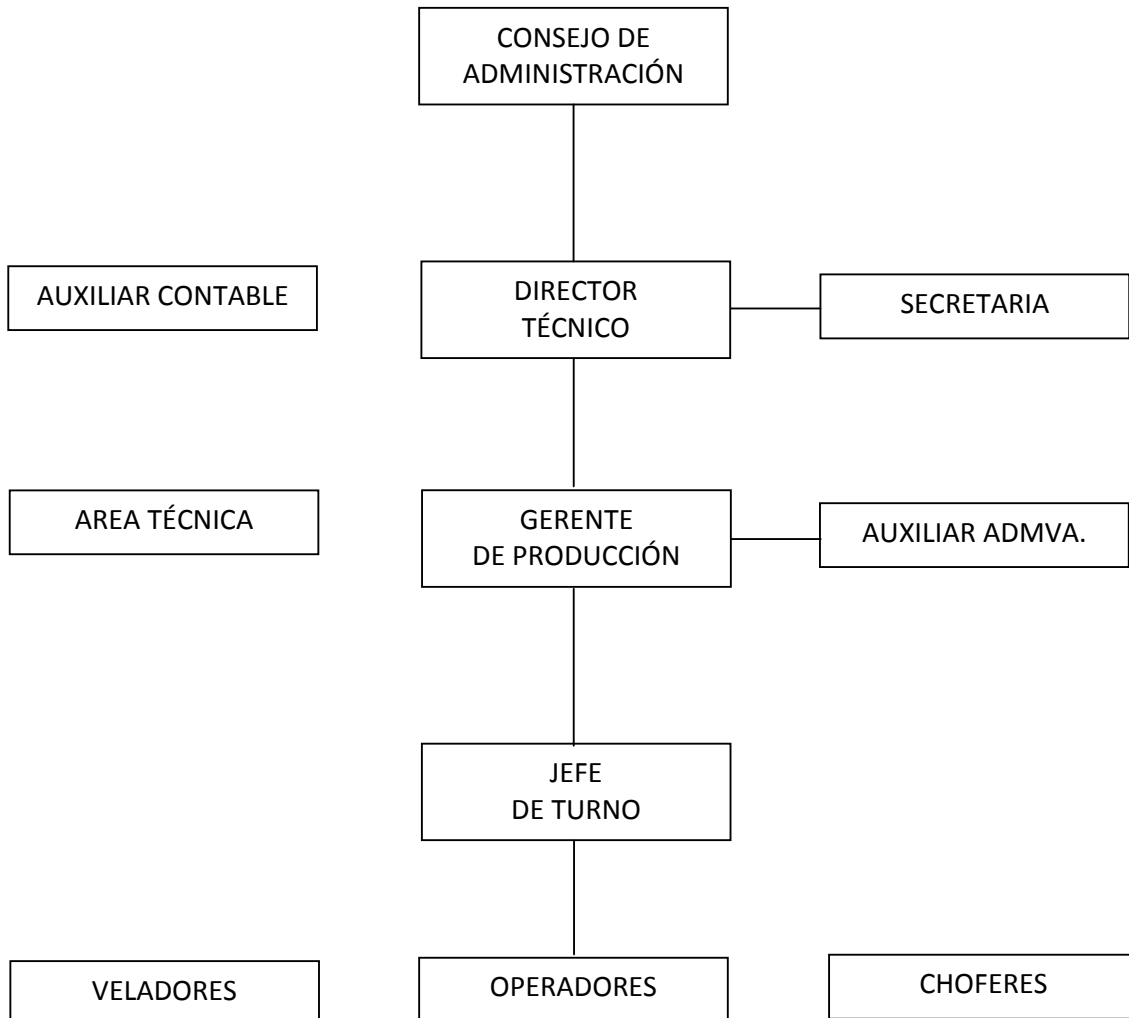 CONSEJO DE
ADMINISTRACIÓN
AUXILIAR CONTABLE
DIRECTOR
TÉCNICO
SECRETARIA
AREA TÉCNICA
GERENTE
DE PRODUCCIÓN
AUXILIAR ADMVA.
JEFE
DE TURNO
VELADORES
OPERADORES
CHOFERES